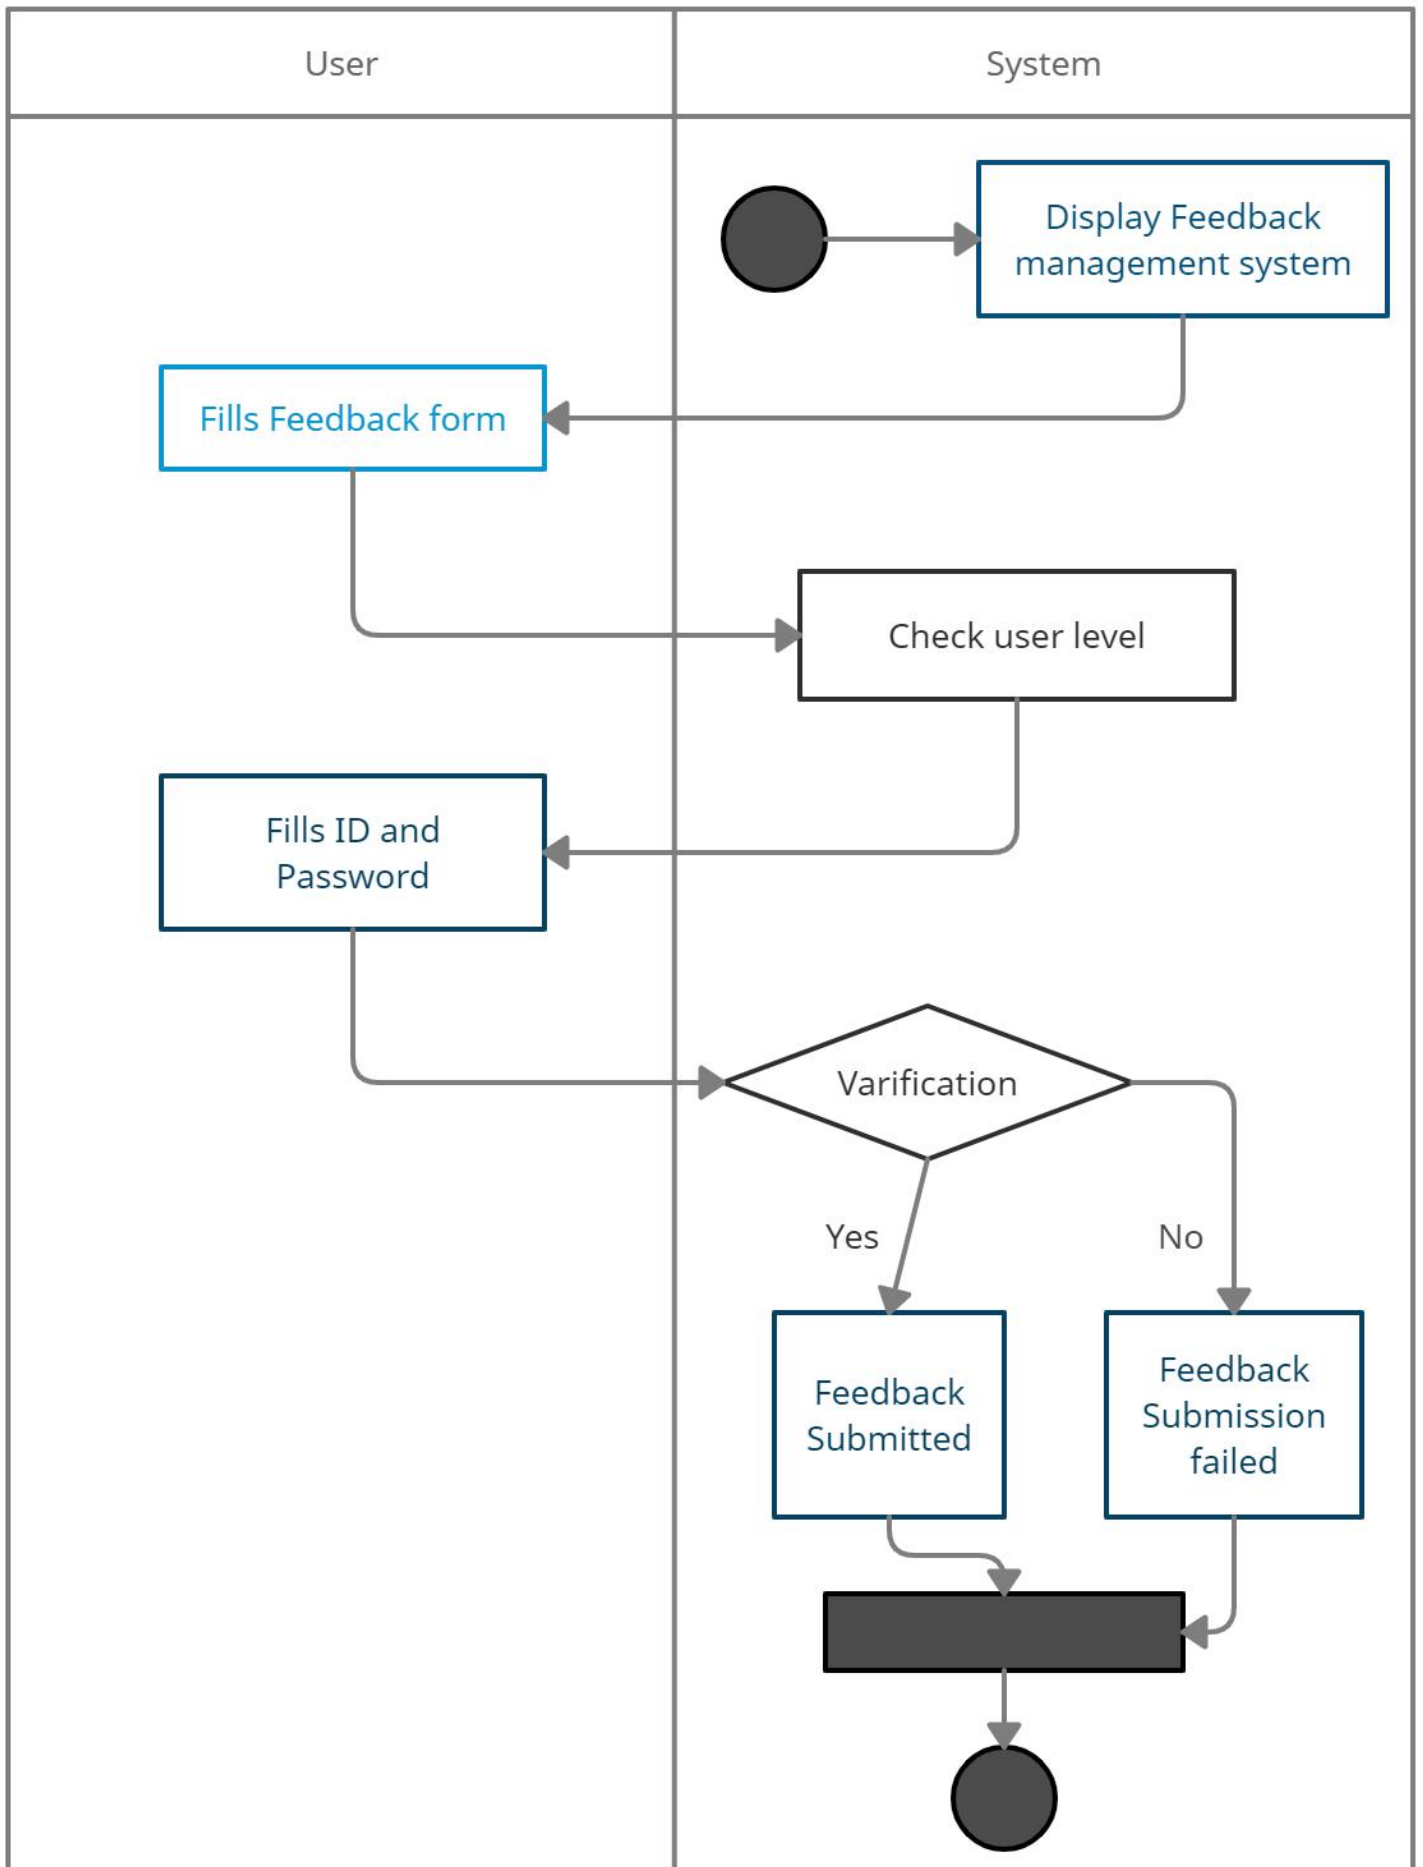 User
System
Display Feedback
management system
Fills Feedback form
Check user level
Fills ID and
Password
Varification
Yes
No
Feedback
Submitted
Feedback
Submission
failed